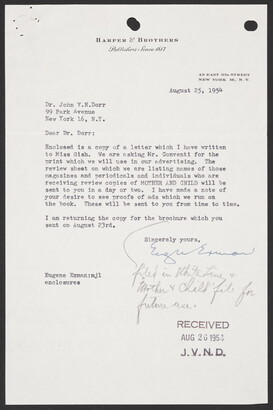 HARPER & BROTHERS
Publishers Since 1817
49 EAST 33d STREET
NEW YORK 16, N. Y.
August 25, 1954
Dr. John V.N.Dorr
99 Park Avenue
New York 16, N.Y.
Dear Dr. Dorr:
Enclosed is a copy of a letter which I have written
to Miss Gish. We are asking Mr. Conventi for the
print which we will use in our advertising. The
review sheet on which we are listing names of those
magazines and periodicals and individuals who are
receiving review copies of MOTHER AND CHILD will be
sent to you in a day or two. I have made a note of
your desire to see proofs of ads which we run on
the book. These will be sent to you from time to time.
I am returning the copy for the brochure which you
sent on August 23rd.
Sincerely yours,
Eugene Exman
Eugene Exman:mjl
enclosures
filed in White Line &
Mother & Child file for
future use.
RECEIVED
AUG 26 1954
J. V. N. D.